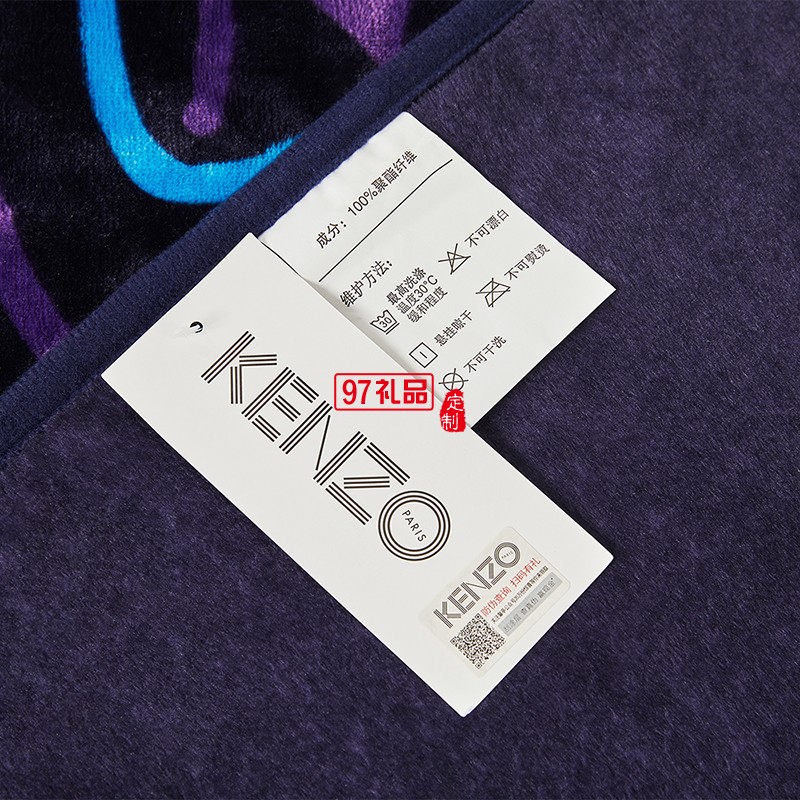 成分：100%聚酯纤维
维护方法：
30
最高洗涤
温度30°C
缓和程度
不可漂白
不可熨烫
悬挂晾干
不可干洗
97礼品
定制
KENZO
PARIS
KENZO
PARIS
防伪查询 扫码有礼